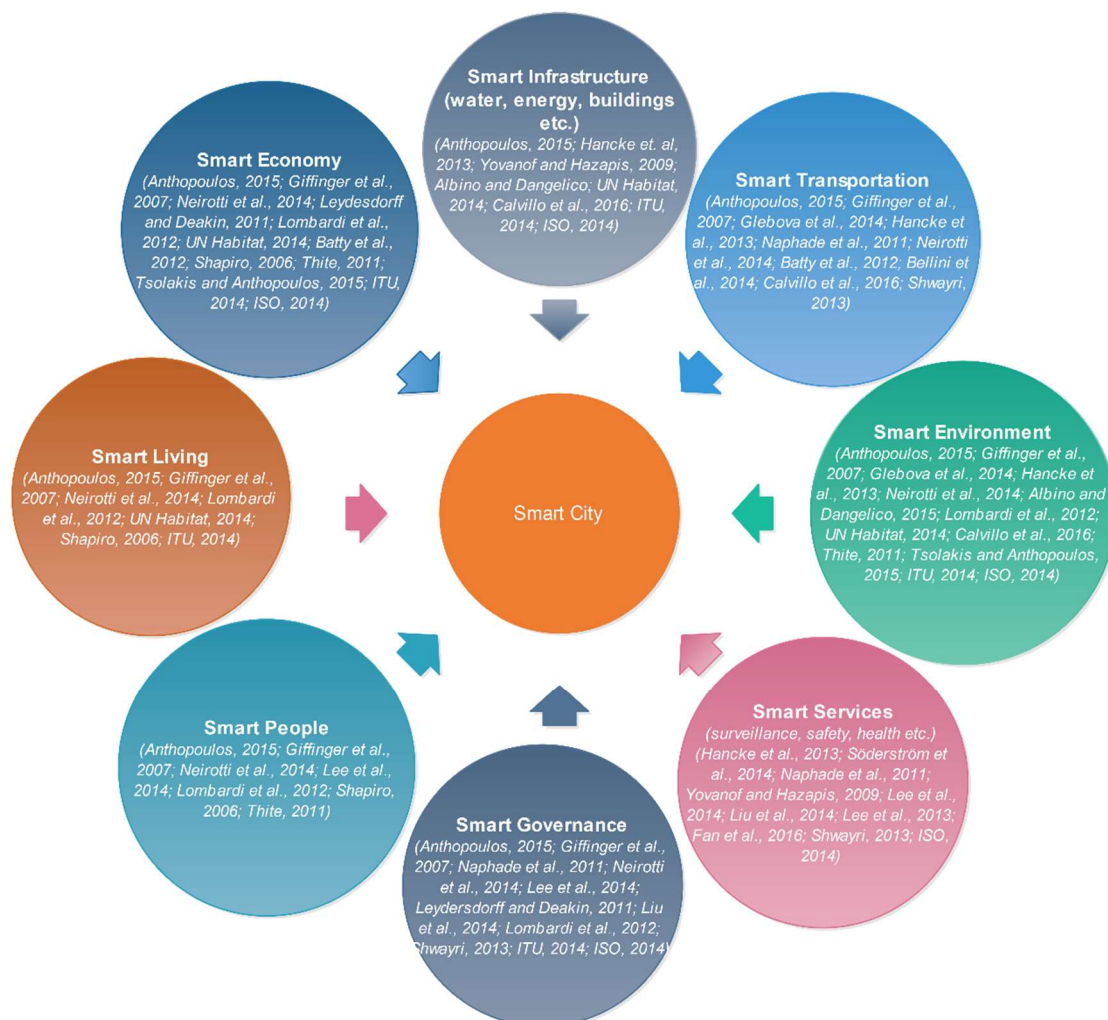 Smart Infrastructure
(water, energy, buildings
etc.)
(Anthopoulos, 2015; Hancke et. al,
2013; Yovanof and Hazapis, 2009;
Albino and Dangelico; UN Habitat,
2014; Calvillo et al., 2016; ITU,
2014; ISO, 2014)
Smart Transportation
(Anthopoulos, 2015; Giffinger et al.,
2007; Glebova et al., 2014; Hancke
et al., 2013; Naphade et al., 2011; Neirotti
et al., 2014; Batty et al., 2012; Bellini et
al., 2014; Calvillo et al., 2016; Shwayri,
2013)
Smart Environment
(Anthopoulos, 2015; Giffinger et al.,
2007; Glebova et al., 2014; Hancke
et al., 2013; Neirotti et al., 2014; Albino and
Dangelico, 2015; Lombardi et al., 2012;
UN Habitat, 2014; Calvillo et al., 2016;
Thite, 2011; Tsolakis and Anthopoulos,
2015; ITU, 2014; ISO, 2014)
Smart Services
(surveillance, safety, health etc.)
(Hancke et al., 2013; Söderström et
al., 2014; Naphade et al., 2011;
Yovanof and Hazapis, 2009; Lee et al.,
2014; Liu et al., 2014; Lee et al., 2013;
Fan et al., 2016; Shwayri, 2013; ISO,
2014)
Smart Governance
(Anthopoulos, 2015; Giffinger et al.,
2007; Naphade et al., 2011; Neirotti
et al., 2014; Lee et al., 2014;
Leydersdorff and Deakin, 2011; Liu
et al., 2014; Lombardi et al., 2012;
Shwayri, 2013; ITU, 2014; ISO, 2014)
Smart People
(Anthopoulos, 2015; Giffinger et al.,
2007; Neirotti et al., 2014; Lee et al.,
2014; Lombardi et al., 2012; Shapiro,
2006; Thite, 2011)
Smart Living
(Anthopoulos, 2015; Giffinger et al.,
2007; Neirotti et al., 2014; Lombardi
et al., 2012; UN Habitat, 2014;
Shapiro, 2006; ITU, 2014)
Smart Economy
(Anthopoulos, 2015; Giffinger et al.,
2007; Neirotti et al., 2014; Leydesdorff
and Deakin, 2011; Lombardi et al.,
2012; UN Habitat, 2014; Batty et al.,
2012; Shapiro, 2006; Thite, 2011;
Tsolakis and Anthopoulos, 2015; ITU,
2014; ISO, 2014)
Smart City